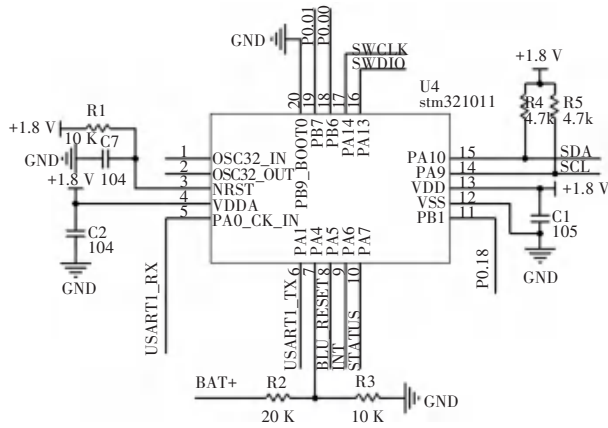 P0.01
P0.00
GND
SWCLK
SWDIO
+1.8 V
U4
stm321011
R4
4.7k
R5
4.7k
20
19
18
17
16
PB9_BOOT0
PB7
PB6
PA14
PA13
+1.8 V
R1
10 K
C7
104
GND
+1.8 V
1
2
3
4
5
OSC32_IN
OSC32_OUT
NRST
VDDA
PA0_CK_IN
PA10
PA9
VDD
VSS
PB1
15
14
13
12
11
SDA
SCL
+1.8 V
C1
105
GND
P0.18
C2
104
GND
PA1
PA4
PA5
PA6
PA7
6
7
8
9
10
USART1_RX
USART1_TX
BLU_RESET
INT
STATUS
BAT+
R2
20 K
R3
10 K
GND